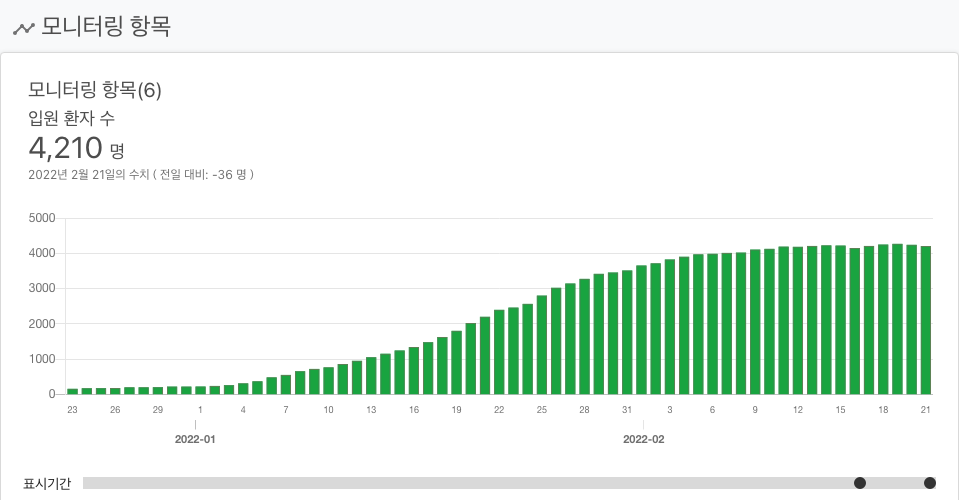 모니터링 항목
모니터링 항목(6)
입원 환자 수
4,210 명
2022년 2월 21일의 수치 ( 전일 대비: -36 명 )
5000
4000
3000
2000
1000
0
23 26 29 1 4 7 10 13 16 19 22 25 28 31 3 6 9 12 15 18 21
2022-01 2022-02
표시기간